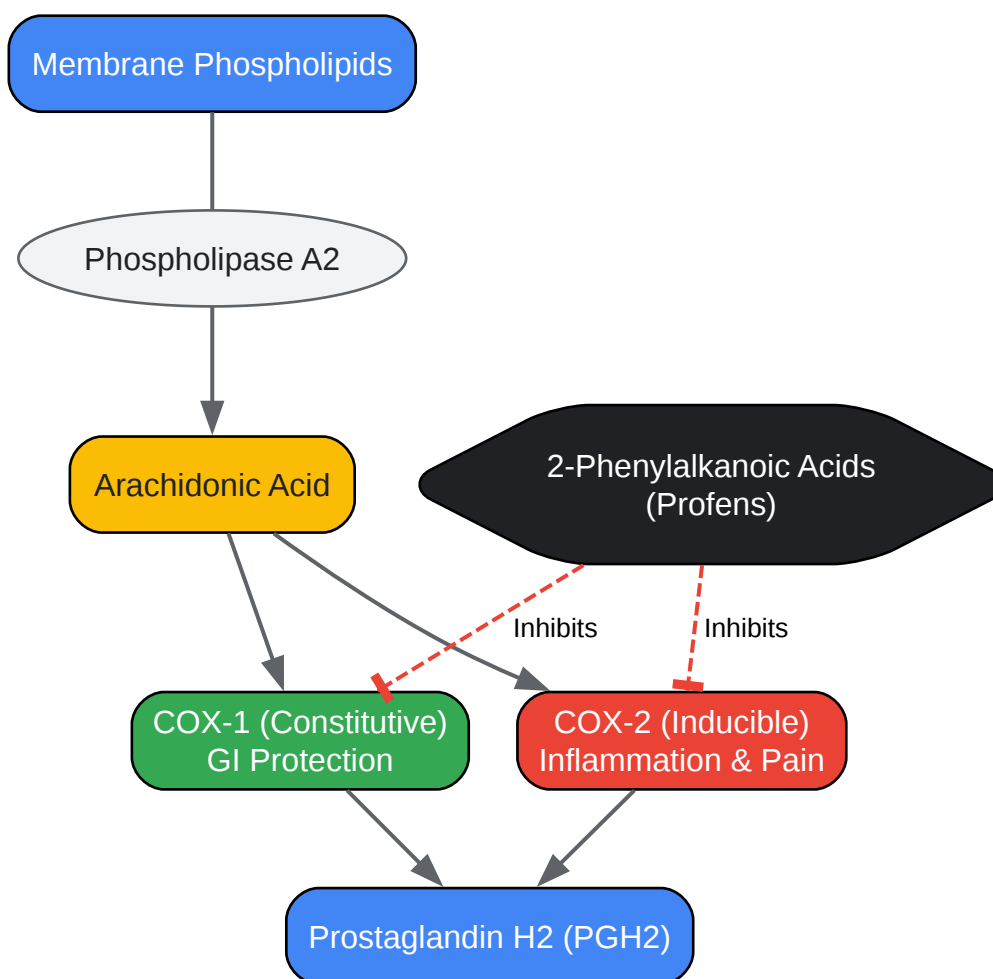 Membrane Phospholipids
Phospholipase A2
Arachidonic Acid
2-Phenylalkanoic Acids
(Profens)
Inhibits
Inhibits
COX-1 (Constitutive)
GI Protection
COX-2 (Inducible)
Inflammation & Pain
Prostaglandin H2 (PGH2)